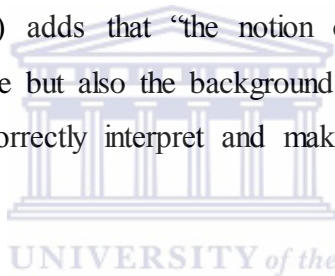 ) adds that “the notion
e but also the background
orrectly interpret and mak
UNIVERSITY of the